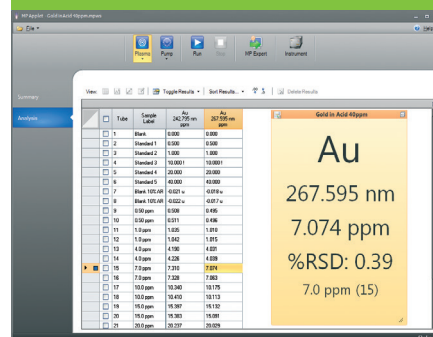 MP Applet Gold in Acid 40ppm.mpws
File
Help
Plasma Pump Run MP Expert Instrument
View Toggle Results Sort Results... Delete Results
Summary
Analysis
Tube Sample Label Au 242.795 nm ppm Au 267.595 nm ppm
1 Blank 0.000 0.000
2 Standard 1 0.500 0.500
3 Standard 2 1.000 1.000
4 Standard 3 10.0001 10.0001
5 Standard 4 20.000 20.000
6 Standard 5 40.000 40.000
7 Blank 10% AR -0.021 u -0.018 u
8 Blank 10% AR -0.022 u -0.017 u
9 0.50 ppm 0.508 0.495
10 0.50 ppm 0.511 0.496
11 1.0 ppm 1.035 1.010
12 1.0 ppm 1.042 1.015
13 4.0 ppm 4.190 4.031
14 4.0 ppm 4.226 4.039
15 7.0 ppm 7.310 7.074
16 7.0 ppm 7.328 7.063
17 10.0 ppm 10.340 10.175
18 10.0 ppm 10.410 10.113
19 15.0 ppm 15.397 15.132
20 15.0 ppm 15.383 15.091
21 20.0 ppm 20.237 20.029
Gold in Acid 40ppm
Au
267.595 nm
7.074 ppm
%RSD: 0.39
7.0 ppm (15)